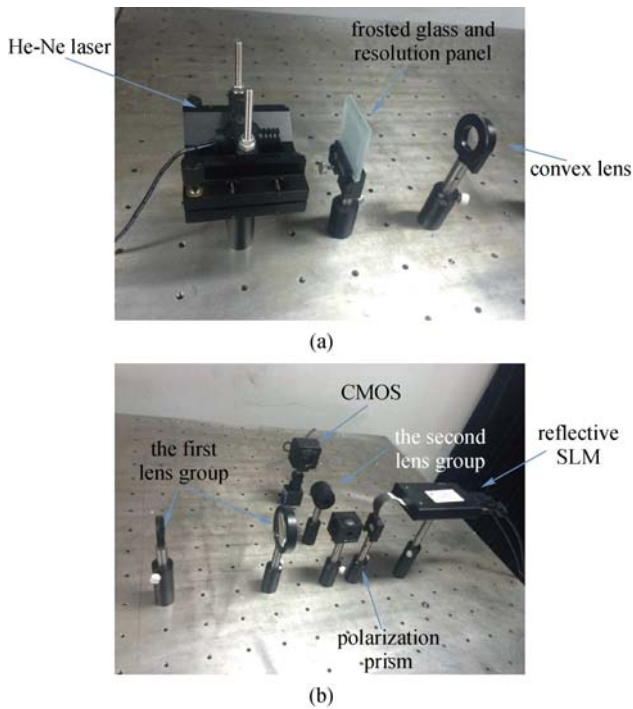 frosted glass and
resolution panel
He-Ne laser
convex lens
(a)
CMOS
the first
lens group
the second
lens group
reflective
SLM
polarization
prism
(b)